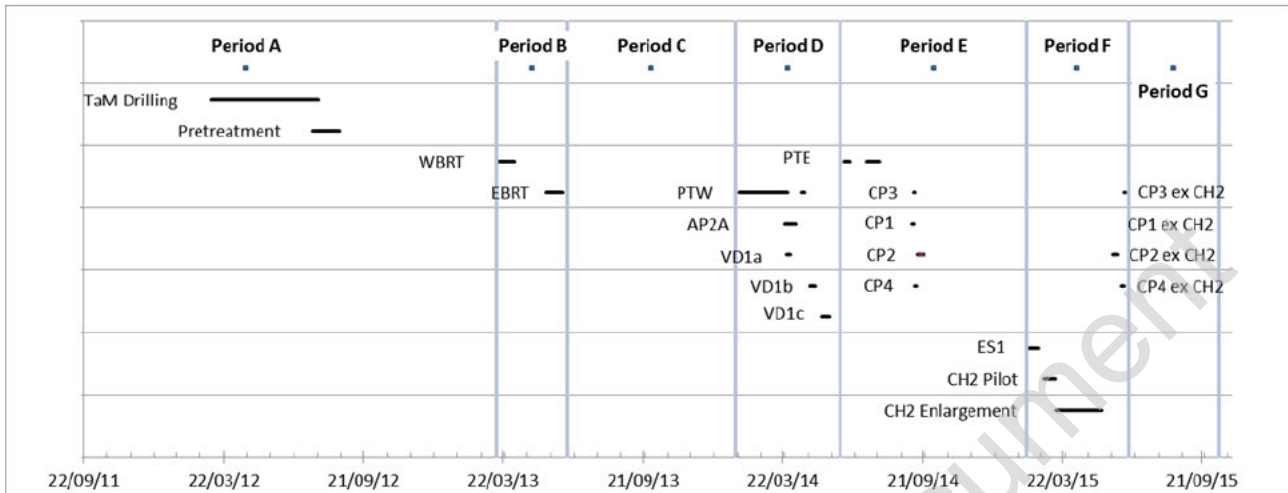 Period A Period B Period C Period D Period E Period F
Period G
TaM Drilling
Pretreatment
WBRT PTE
EBRT PTW CP3 CP3 ex CH2
AP2A CP1 CP1 ex CH2
VD1a CP2 CP2 ex CH2
VD1b CP4 CP4 ex CH2
VD1c
ES1
CH2 Pilot
CH2 Enlargement
22/09/11 22/03/12 21/09/12 22/03/13 21/09/13 22/03/14 21/09/14 22/03/15 21/09/15